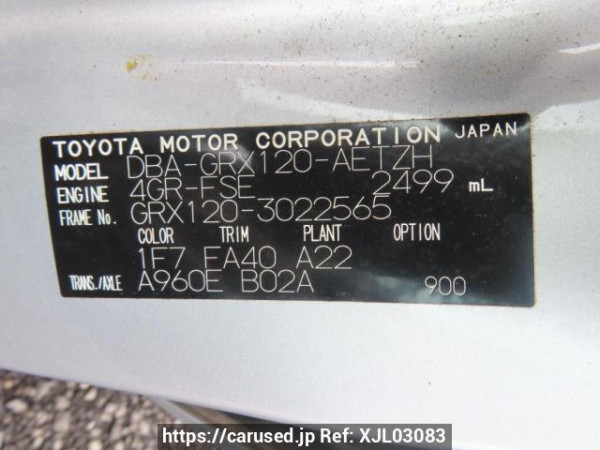 TOYOTA MOTOR CORPORATION JAPAN
MODEL DBA-GRX120-AETZH
ENGINE 4GR-FSE 2499 mL
FRAME No. GRX120-3022565
COLOR TRIM PLANT OPTION
1F7 FA40 A22
TRANS./AXLE A960E B02A 900
https://carused.jp Ref: XJL03083